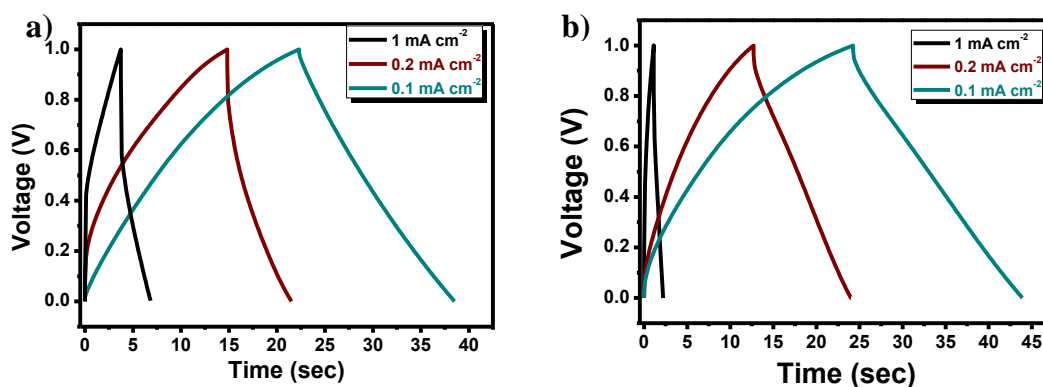 a)
1 mA cm⁻²
0.2 mA cm⁻²
0.1 mA cm⁻²
1.0
0.8
0.6
0.4
0.2
0.0
Voltage (V)
0 5 10 15 20 25 30 35 40
Time (sec)
b)
1 mA cm⁻²
0.2 mA cm⁻²
0.1 mA cm⁻²
1.0
0.8
0.6
0.4
0.2
0.0
Voltage (V)
0 5 10 15 20 25 30 35 40 45
Time (sec)